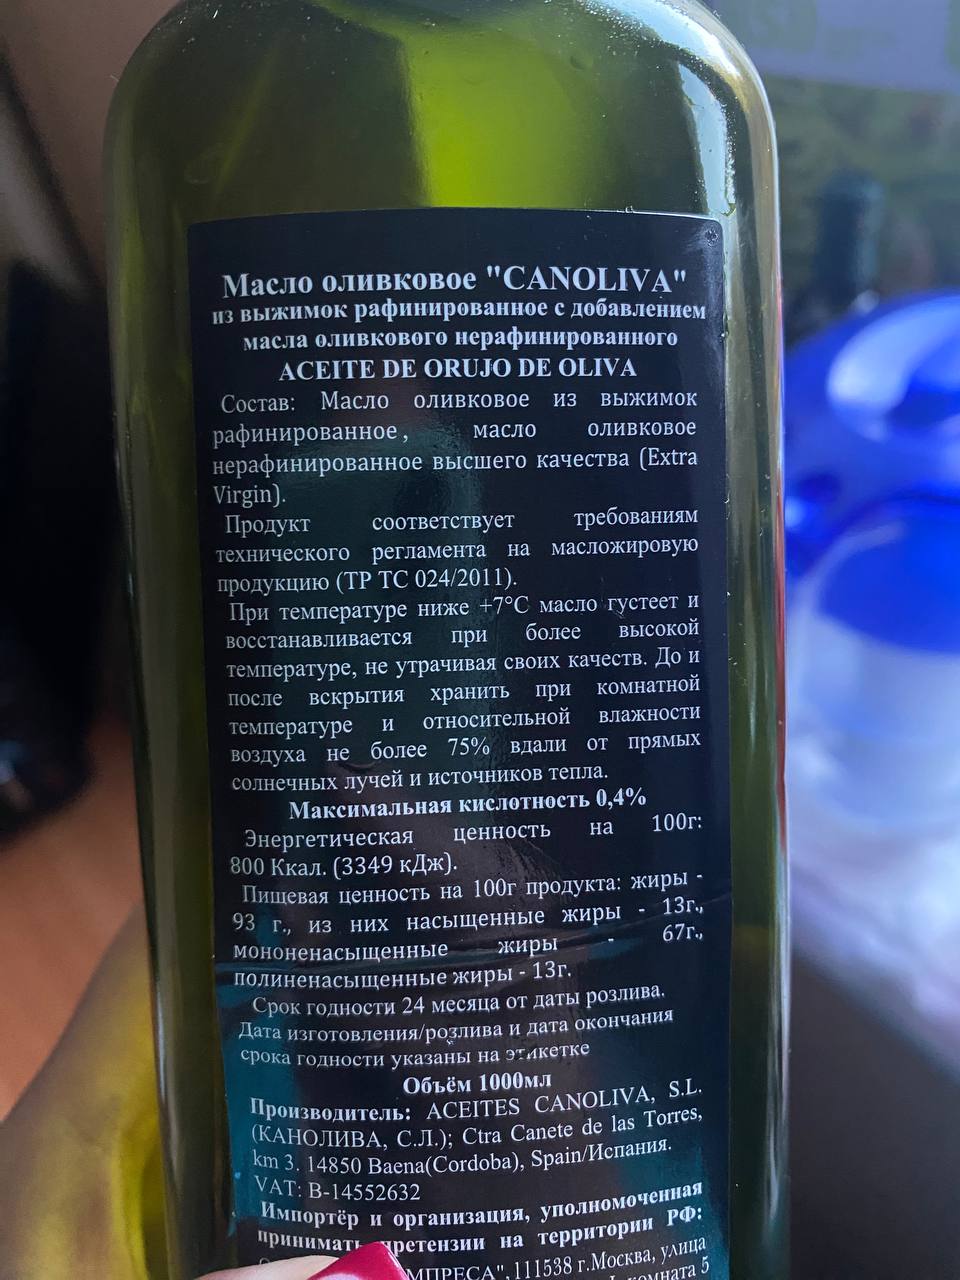 Масло оливковое "CANOLIVA"
из выжимок рафинированное с добавлением
масла оливкового нерафинированного
ACEITE DE ORUJO DE OLIVA
Состав: Масло оливковое из выжимок
рафинированное, масло оливковое
нерафинированное высшего качества (Extra
Virgin).
Продукт соответствует требованиям
технического регламента на масложировую
продукцию (ТР ТС 024/2011).
При температуре ниже +7°С масло густеет и
восстанавливается при более высокой
температуре, не утрачивая своих качеств. До и
после вскрытия хранить при комнатной
температуре и относительной влажности
воздуха не более 75% вдали от прямых
солнечных лучей и источников тепла.
Максимальная кислотность 0,4%
Энергетическая ценность на 100г:
800 Ккал. (3349 кДж).
Пищевая ценность на 100г продукта: жиры -
93 г., из них насыщенные жиры - 13г.,
мононенасыщенные жиры - 67г.,
полиненасыщенные жиры - 13г.
Срок годности 24 месяца от даты розлива.
Дата изготовления/розлива и дата окончания
срока годности указаны на этикетке
Объём 1000мл
Производитель: ACEITES CANOLIVA, S.L.
(КАНОЛИВА, С.Л.); Ctra Canete de las Torres,
km 3. 14850 Baena(Cordoba), Spain/Испания.
VAT: B-14552632
Импортёр и организация, уполномоченная
принимать претензии на территории РФ:
МПРЕСА", 111538 г.Москва, улица
комната 5